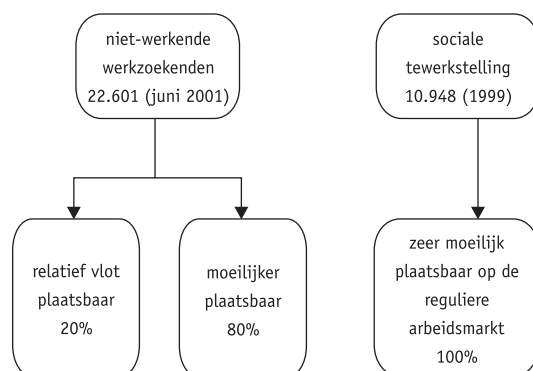 niet-werkende
werkzoekenden
22.601 (juni 2001)
sociale
tewerkstelling
10.948 (1999)
relatief vlot
plaatsbaar
20%
moeilijker
plaatsbaar
80%
zeer moeilijk
plaatsbaar op de
reguliere
arbeidsmarkt
100%